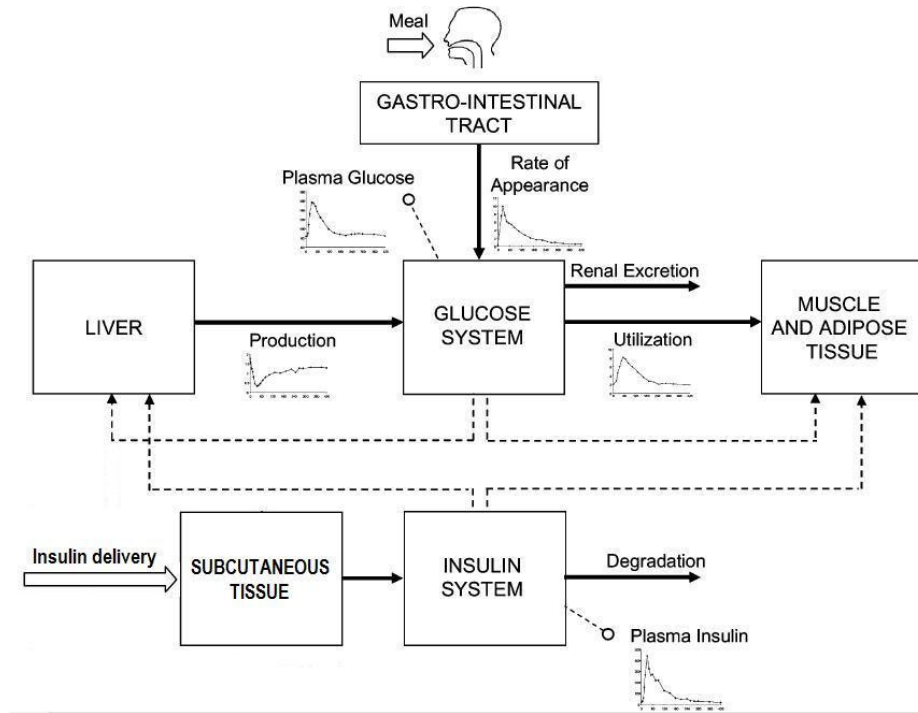 Meal
GASTRO-INTESTINAL
TRACT
Plasma Glucose
Rate of
Appearance
LIVER
Production
GLUCOSE
SYSTEM
Renal Excretion
Utilization
MUSCLE
AND ADIPOSE
TISSUE
Insulin delivery
SUBCUTANEOUS
TISSUE
INSULIN
SYSTEM
Degradation
Plasma Insulin